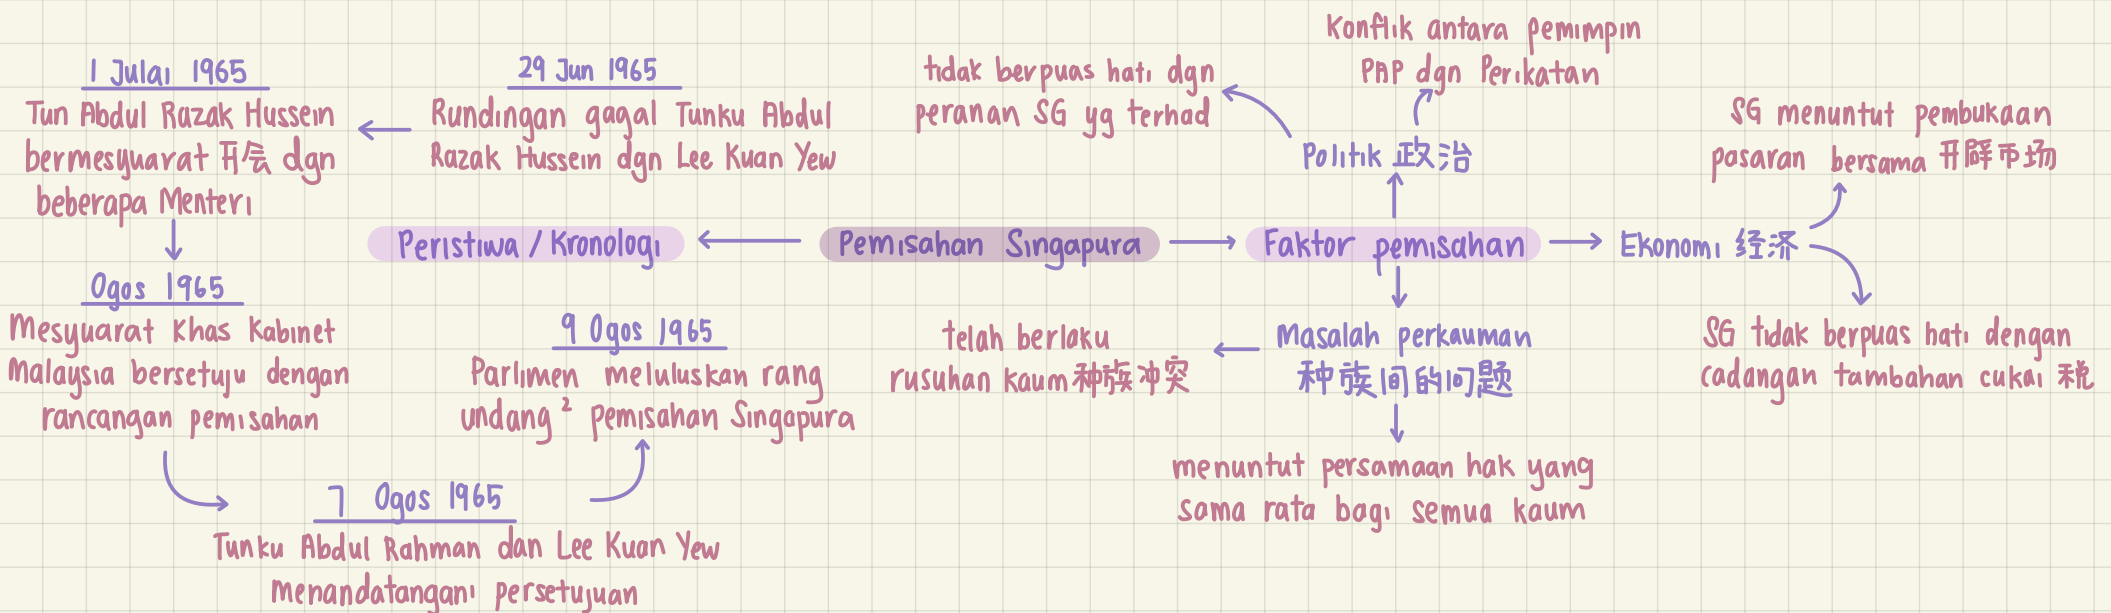 1 Julai 1965
Tun Abdul Razak Hussein
bermesyuarat 开会 dgn
beberapa Menteri
29 Jun 1965
Rundingan gagal Tunku Abdul
Razak Hussein dgn Lee Kuan Yew
tidak berpuas hati dgn
peranan SG yg terhad
Konflik antara pemimpin
PAP dgn Perikatan
Politik 政治
SG menuntut pembukaan
pasaran bersama 开辟市场
Peristiwa / Kronologi
Pemisahan Singapura
Faktor pemisahan
Ekonomi 经济
Ogos 1965
Mesyuarat Khas Kabinet
Malaysia bersetuju dengan
rancangan pemisahan
9 Ogos 1965
Parlimen meluluskan rang
undang² pemisahan Singapura
telah berlaku
rusuhan kaum 种族冲突
Masalah perkauman
种族间的问题
SG tidak berpuas hati dengan
cadangan tambahan cukai 税
menuntut persamaan hak yang
sama rata bagi semua kaum
7 Ogos 1965
Tunku Abdul Rahman dan Lee Kuan Yew
menandatangani persetujuan